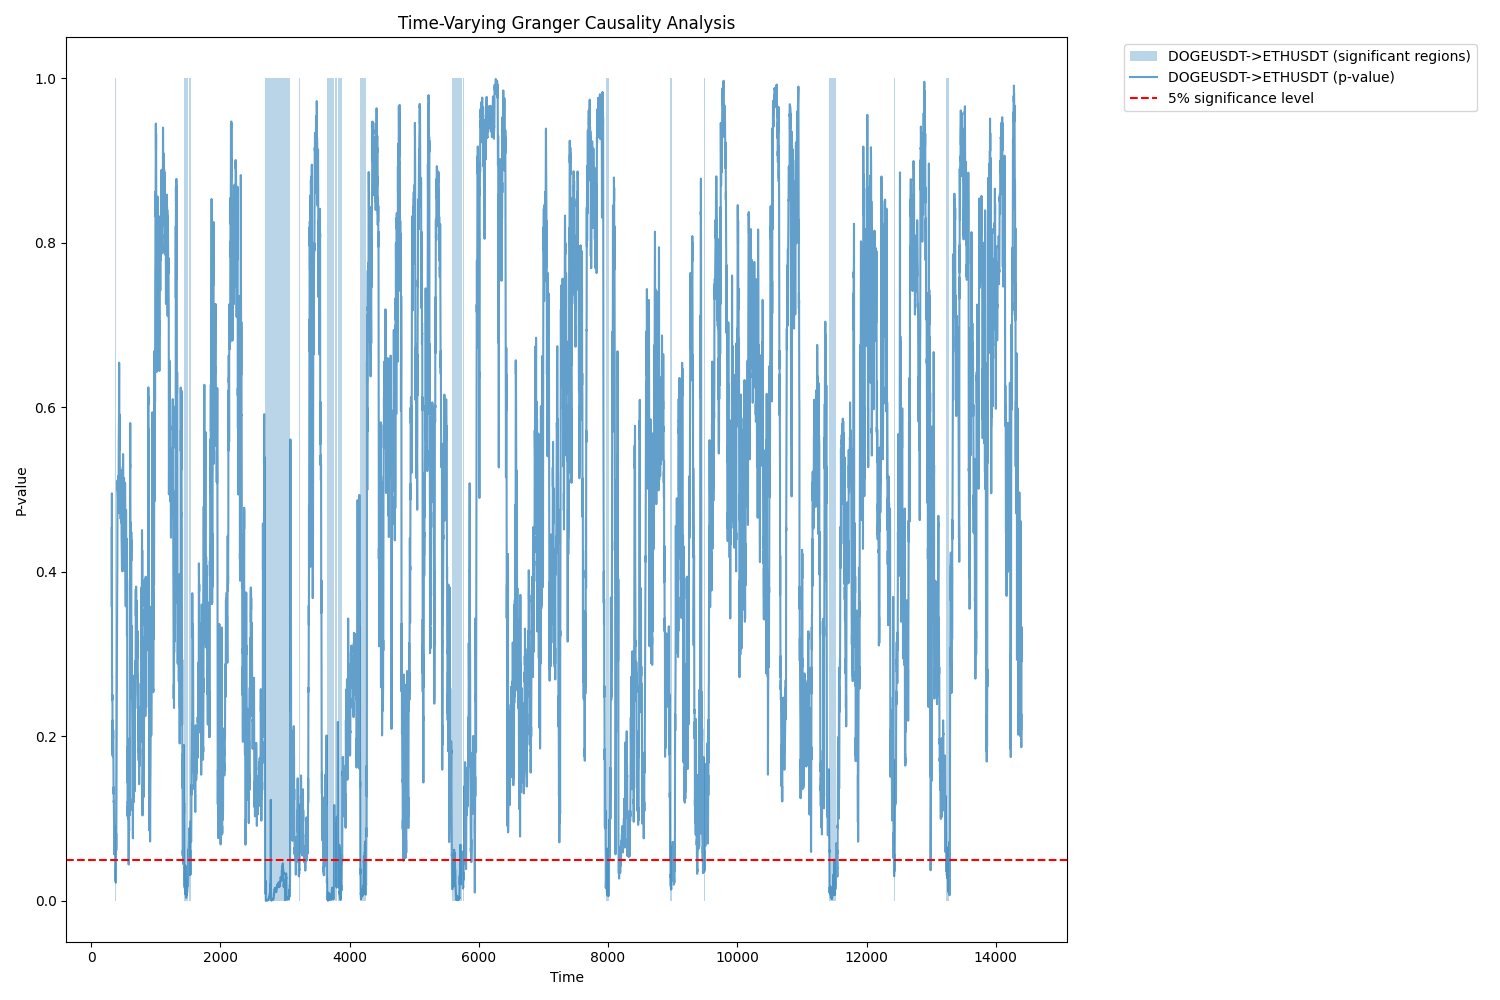 Time-Varying Granger Causality Analysis
DOGEUSDT->ETHUSDT (significant regions)
DOGEUSDT->ETHUSDT (p-value)
5% significance level
P-value
1.0
0.8
0.6
0.4
0.2
0.0
0
2000
4000
6000
8000
10000
12000
14000
Time